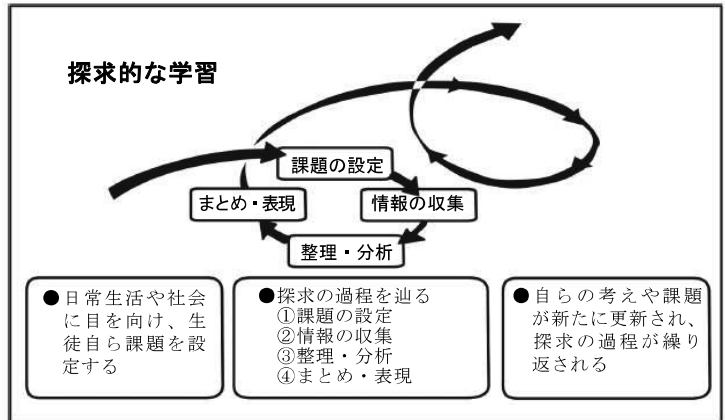 探求的な学習
課題の設定
まとめ・表現
情報の収集
整理・分析
●日常生活や社会
に目を向け、生
徒自ら課題を設
定する
●探求の過程を辿る
①課題の設定
②情報の収集
③整理・分析
④まとめ・表現
●自らの考えや課題
が新たに更新され、
探求の過程が繰り
返される